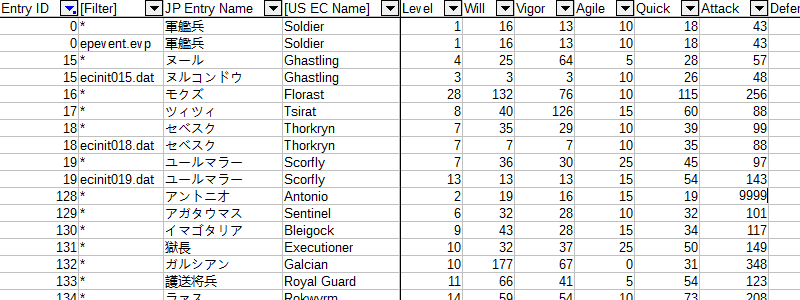 Entry ID [Filter] JP Entry Name [US EC Name] Level Will Vigor Agile Quick Attack Defen
0 * 軍艦兵 Soldier 1 16 13 10 18 43
0 epevent.evp 軍艦兵 Soldier 1 16 13 10 18 43
15 * ヌール Ghastling 4 25 64 5 28 57
15 ecinit015.dat ヌルコンドウ Ghastling 3 3 3 10 26 48
16 * モクズ Florast 28 132 76 10 115 256
17 * ツィツィ Tsirat 8 40 126 15 60 88
18 * セベスク Thorkryn 7 35 29 10 39 99
18 ecinit018.dat セベスク Thorkryn 7 7 7 10 35 88
19 * ユールマラー Scorfly 7 36 30 25 45 97
19 ecinit019.dat ユールマラー Scorfly 13 13 13 15 54 143
128 * アントニオ Antonio 2 19 16 15 19 9999
129 * アガタウマス Sentinel 6 32 28 10 32 101
130 * イマゴタリア Bleigock 9 43 28 15 34 117
131 * 獄長 Executioner 10 32 37 25 50 149
132 * ガルシアン Galcian 10 177 67 0 31 348
133 * 護送将兵 Royal Guard 11 66 41 5 54 123
134 * ラァス Rokwyrm 14 59 54 10 73 208